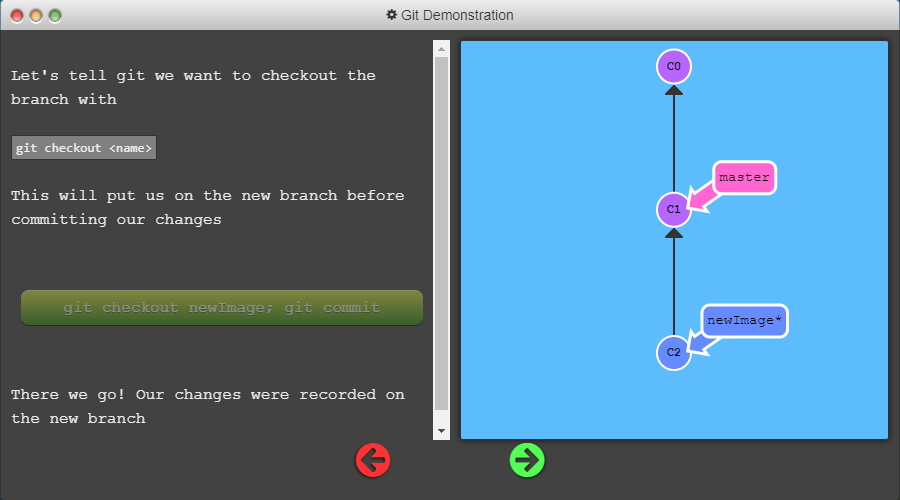 Git Demonstration
Let's tell git we want to checkout the
branch with
git checkout <name>
This will put us on the new branch before
committing our changes
git checkout newImage; git commit
There we go! Our changes were recorded on
the new branch
C0
master
C1
newImage*
C2